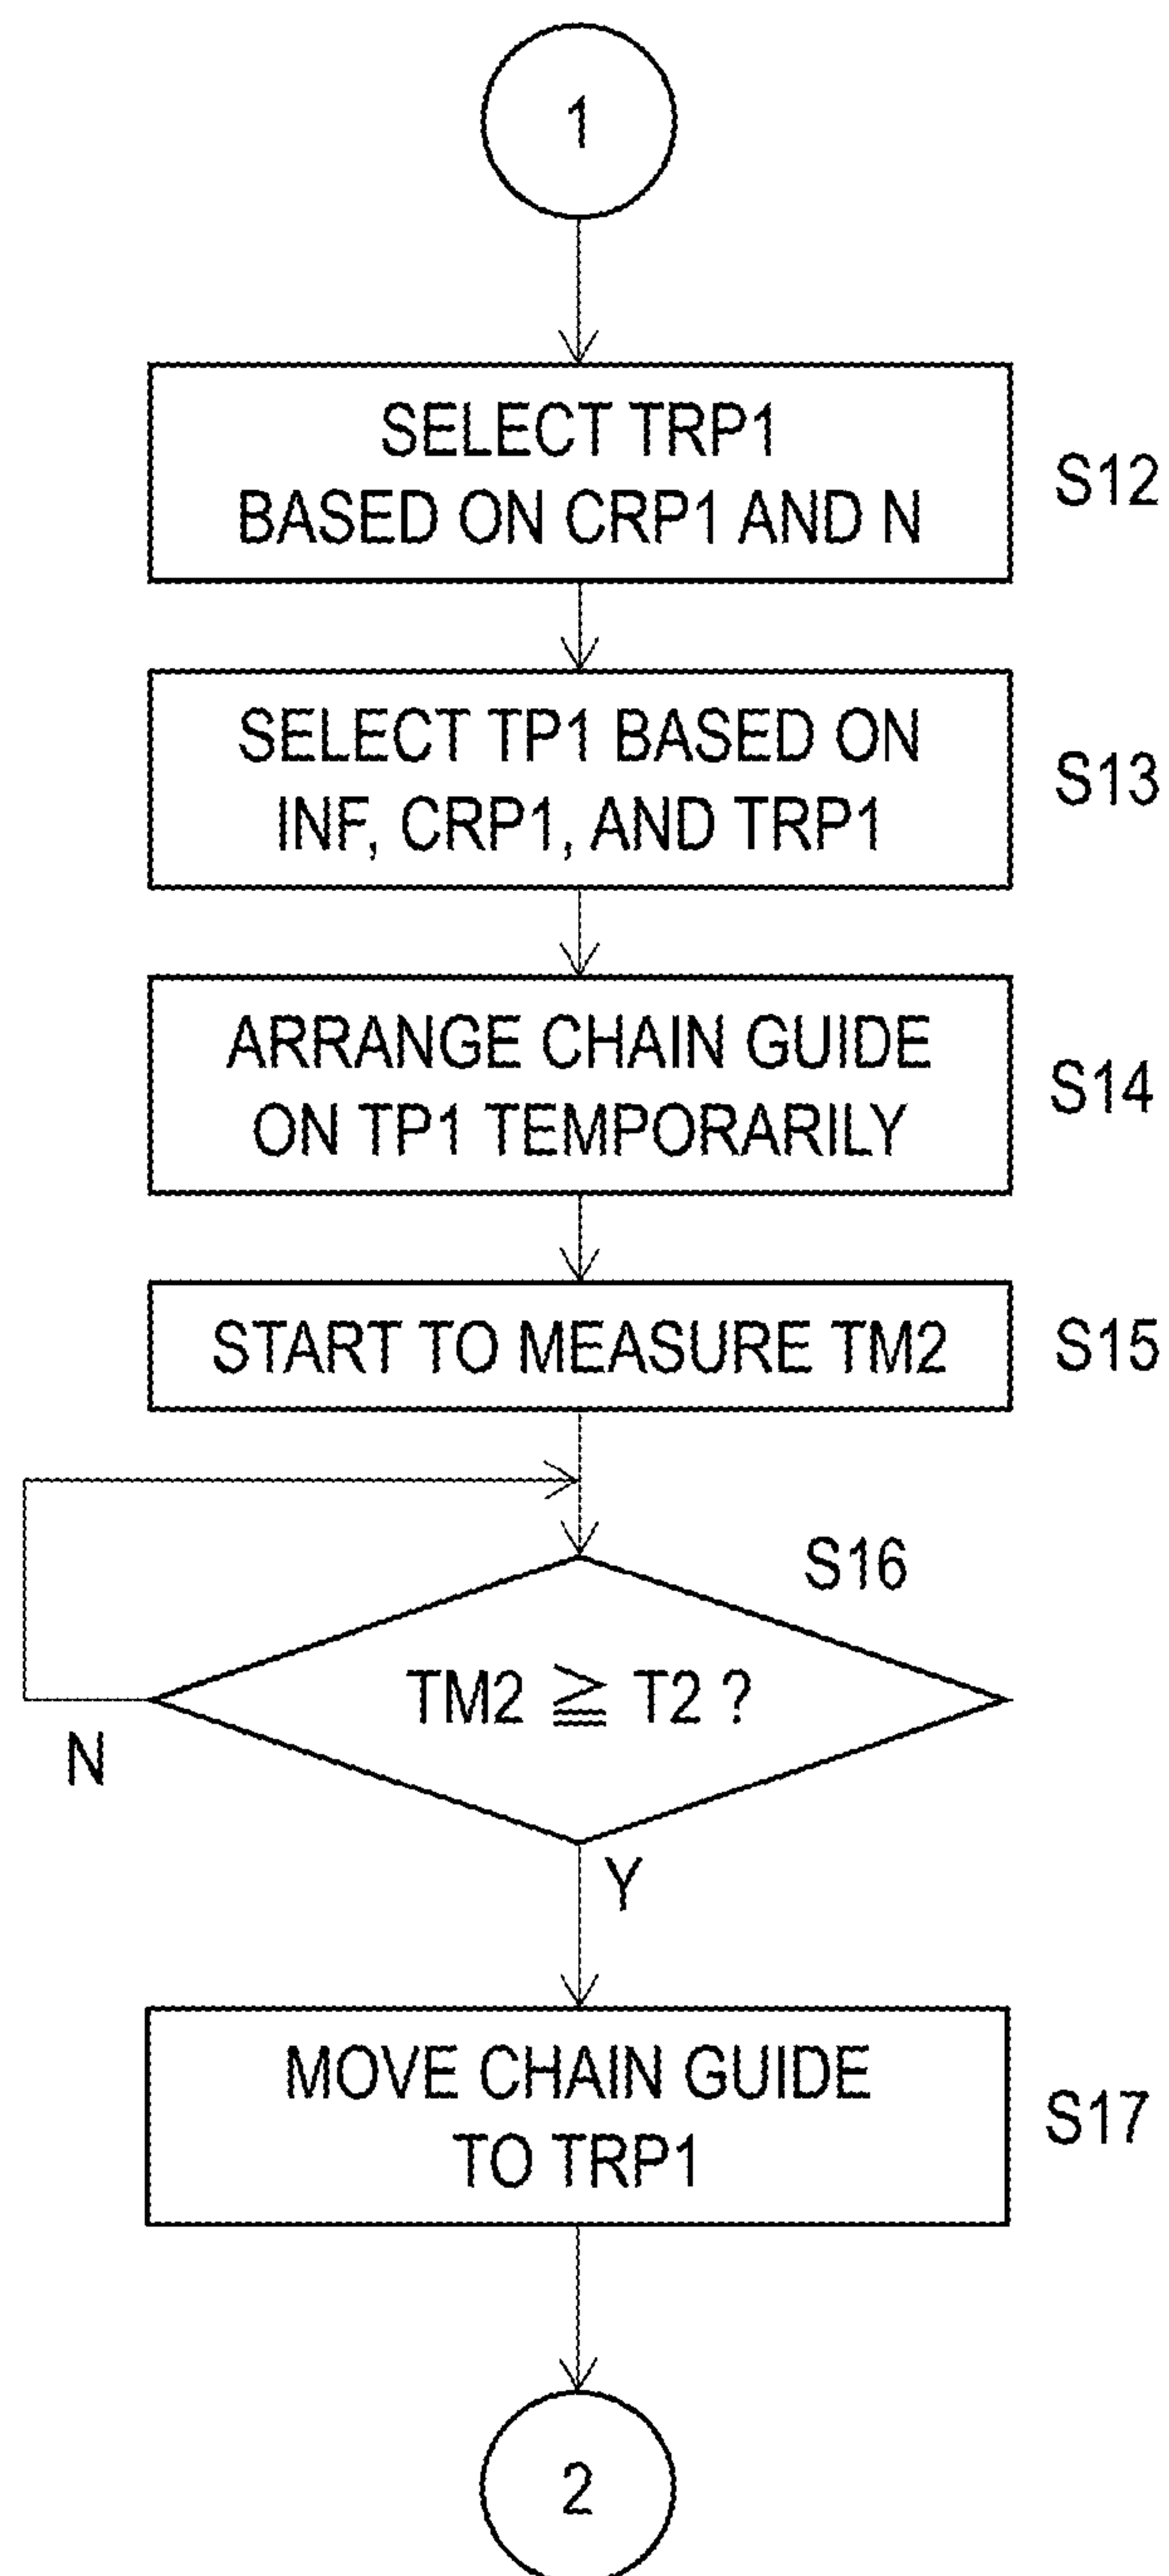 1
SELECT TRP1
BASED ON CRP1 AND N
S12
SELECT TP1 BASED ON
INF, CRP1, AND TRP1
S13
ARRANGE CHAIN GUIDE
ON TP1 TEMPORARILY
S14
START TO MEASURE TM2
S15
S16
TM2 ≧ T2 ?
N
Y
MOVE CHAIN GUIDE
TO TRP1
S17
2